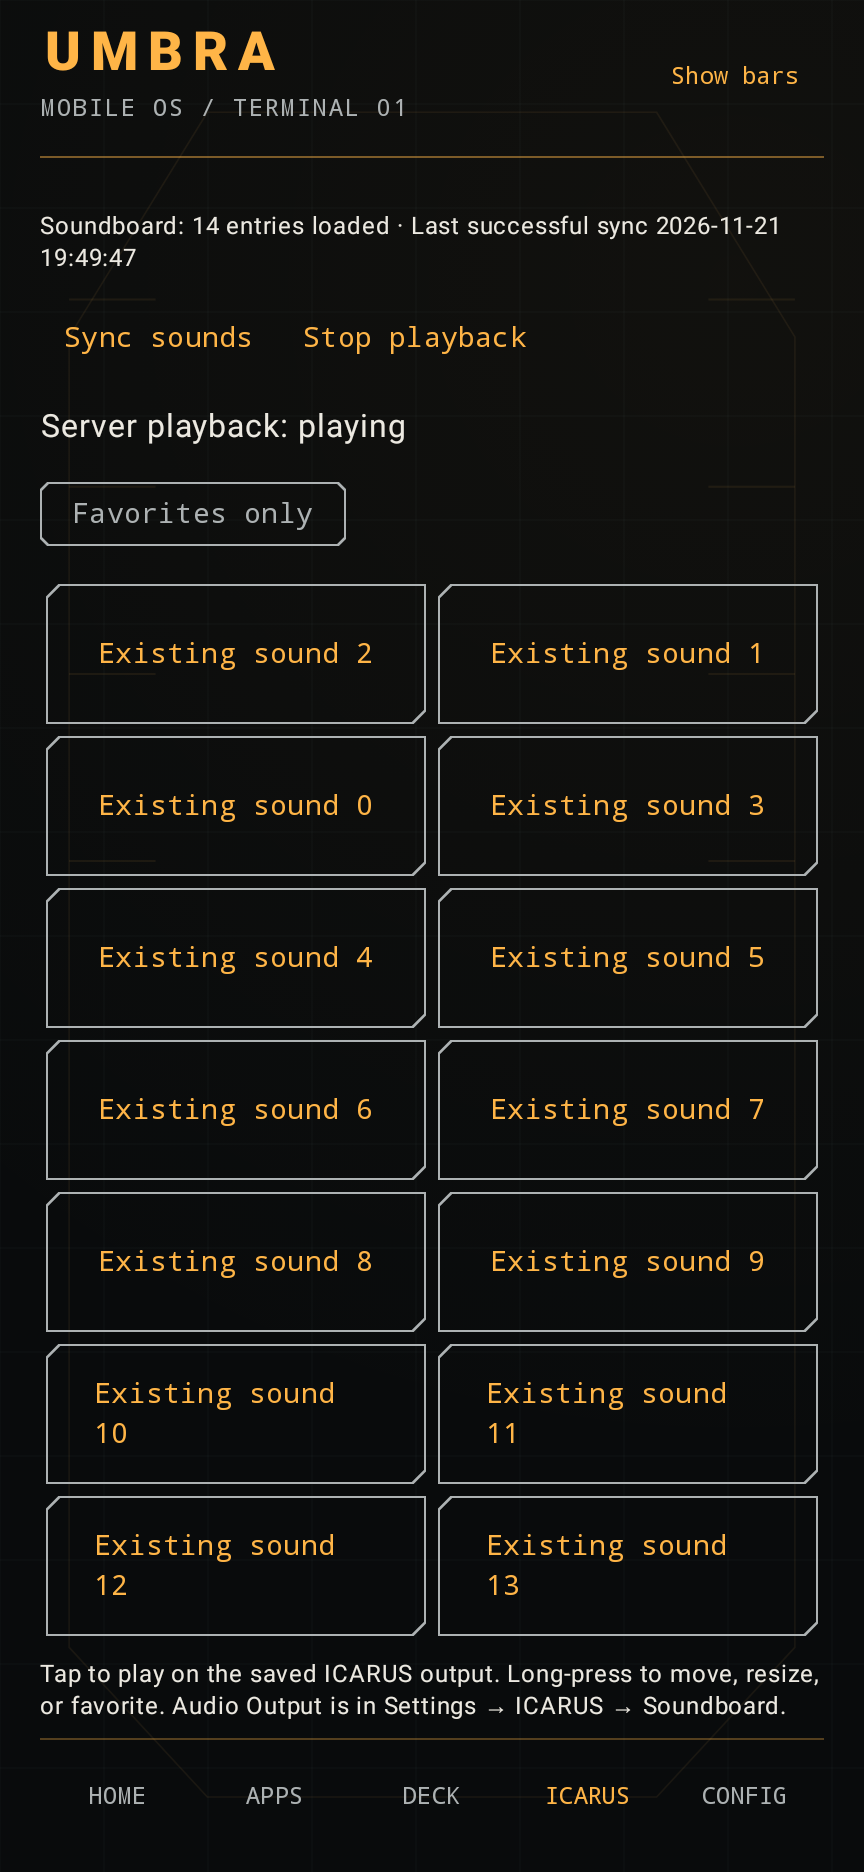 UMBRA
Show bars
MOBILE OS / TERMINAL 01
Soundboard: 14 entries loaded · Last successful sync 2026-11-21
19:49:47
Sync sounds Stop playback
Server playback: playing
Favorites only
Existing sound 2 Existing sound 1
Existing sound 0 Existing sound 3
Existing sound 4 Existing sound 5
Existing sound 6 Existing sound 7
Existing sound 8 Existing sound 9
Existing sound
10
Existing sound
11
Existing sound
12
Existing sound
13
Tap to play on the saved ICARUS output. Long-press to move, resize,
or favorite. Audio Output is in Settings → ICARUS → Soundboard.
HOME APPS DECK ICARUS CONFIG